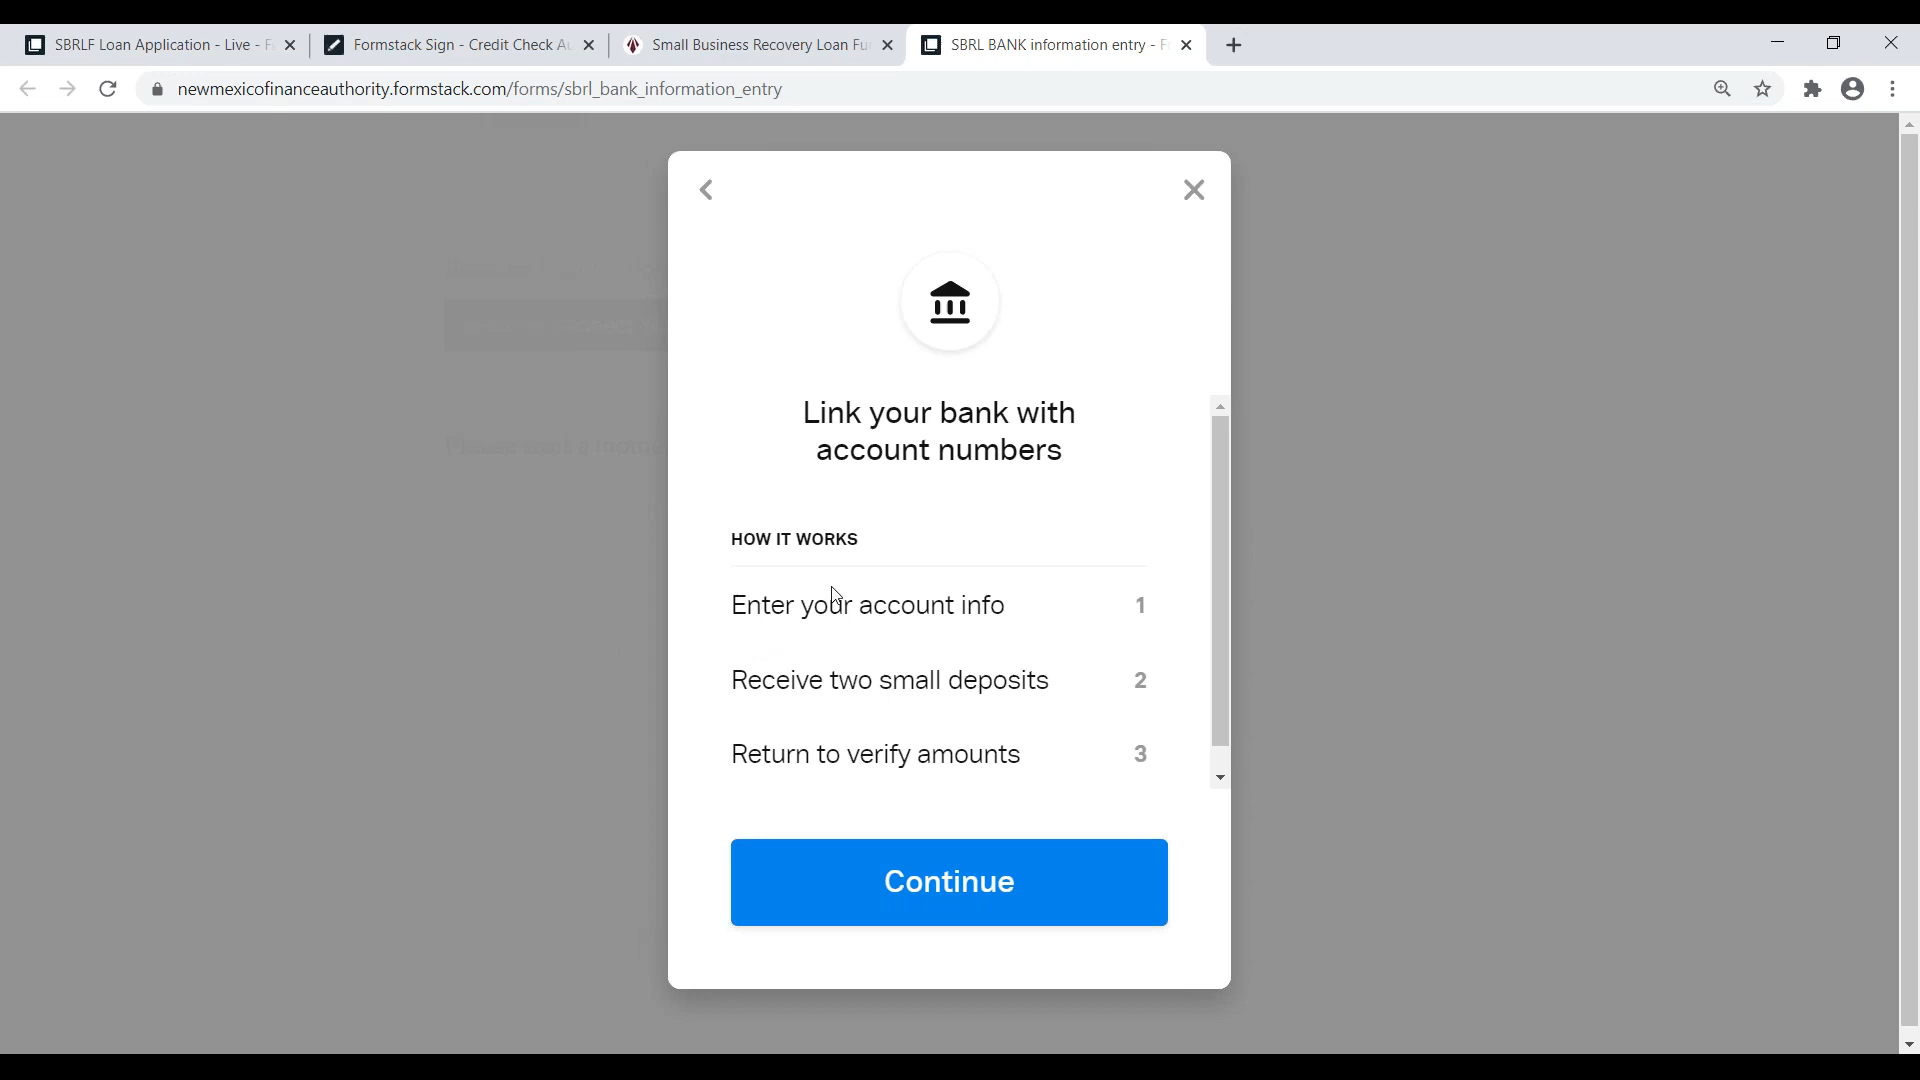 SBRLF Loan Application - Live - F
Formstack Sign - Credit Check Au
Small Business Recovery Loan Fu
SBRL BANK information entry - F
newmexicofinanceauthority.formstack.com/forms/sbrl_bank_information_entry
Link your bank with
account numbers
HOW IT WORKS
Enter your account info 1
Receive two small deposits 2
Return to verify amounts 3
Continue